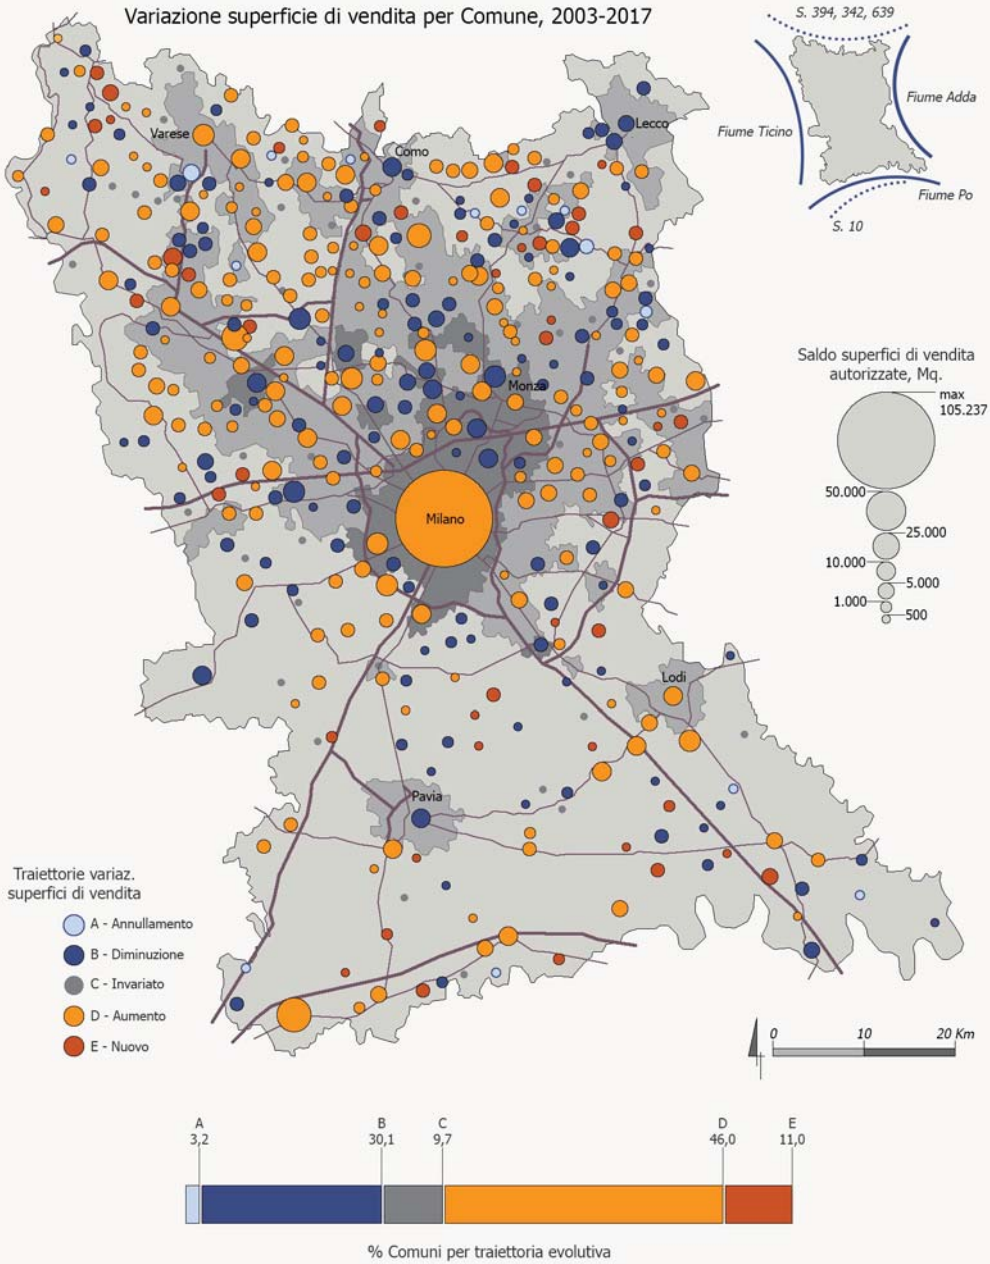 Variazione superficie di vendita per Comune, 2003-2017
S. 394, 342, 639
Fiume Ticino
Fiume Adda
Fiume Po
S. 10
Varese
Como
Lecco
Monza
Milano
Lodi
Pavia
Saldo superfici di vendita
autorizzate, Mq.
max
105.237
50.000
25.000
10.000
5.000
1.000
500
Traiettorie variaz.
superfici di vendita
A - Annullamento
B - Diminuzione
C - Invariato
D - Aumento
E - Nuovo
0 10 20 Km
A B C D E
3,2 30,1 9,7 46,0 11,0
% Comuni per traiettoria evolutiva